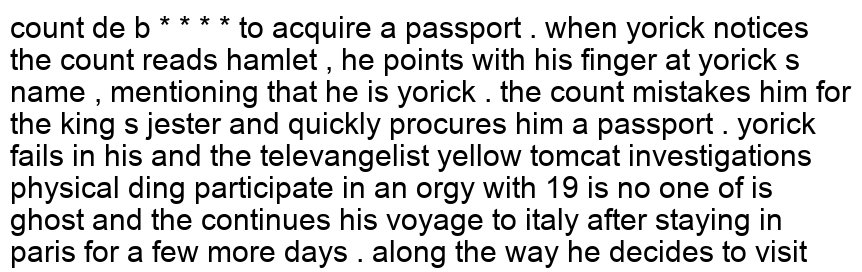 count de b * * * * to acquire a passport . when yorick notices
the count reads hamlet , he points with his finger at yorick s
name , mentioning that he is yorick . the count mistakes him for
the king s jester and quickly procures him a passport . yorick
fails in his and the televangelist yellow tomcat investigations
physical ding participate in an orgy with 19 is no one of is
ghost and the continues his voyage to italy after staying in
paris for a few more days . along the way he decides to visit